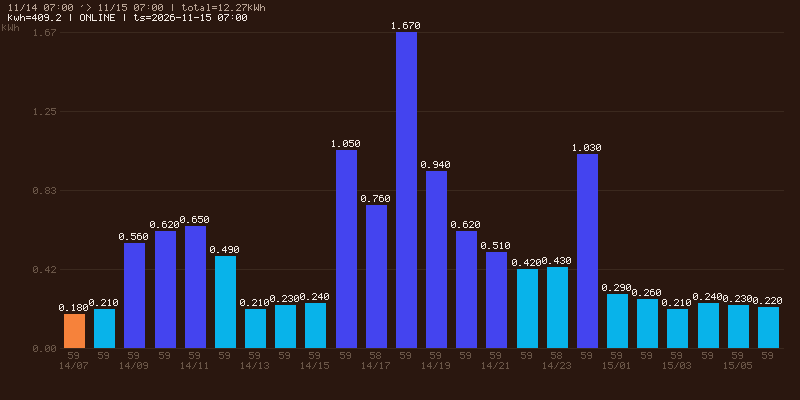 11/14 07:00 -> 11/15 07:00 | total=12.27kWh
Kwh=409.2 | ONLINE | ts=2026-11-15 07:00
kWh
1.67
1.25
0.83
0.42
0.00
0.180 0.210 0.560 0.620 0.650 0.490 0.210 0.230 0.240 1.050 0.760 1.670 0.940 0.620 0.510 0.420 0.430 1.030 0.290 0.260 0.210 0.240 0.230 0.220
59 59 59 59 59 59 59 59 59 59 58 59 59 59 59 59 58 59 59 59 59 59 59 59
14/07 14/09 14/11 14/13 14/15 14/17 14/19 14/21 14/23 15/01 15/03 15/05